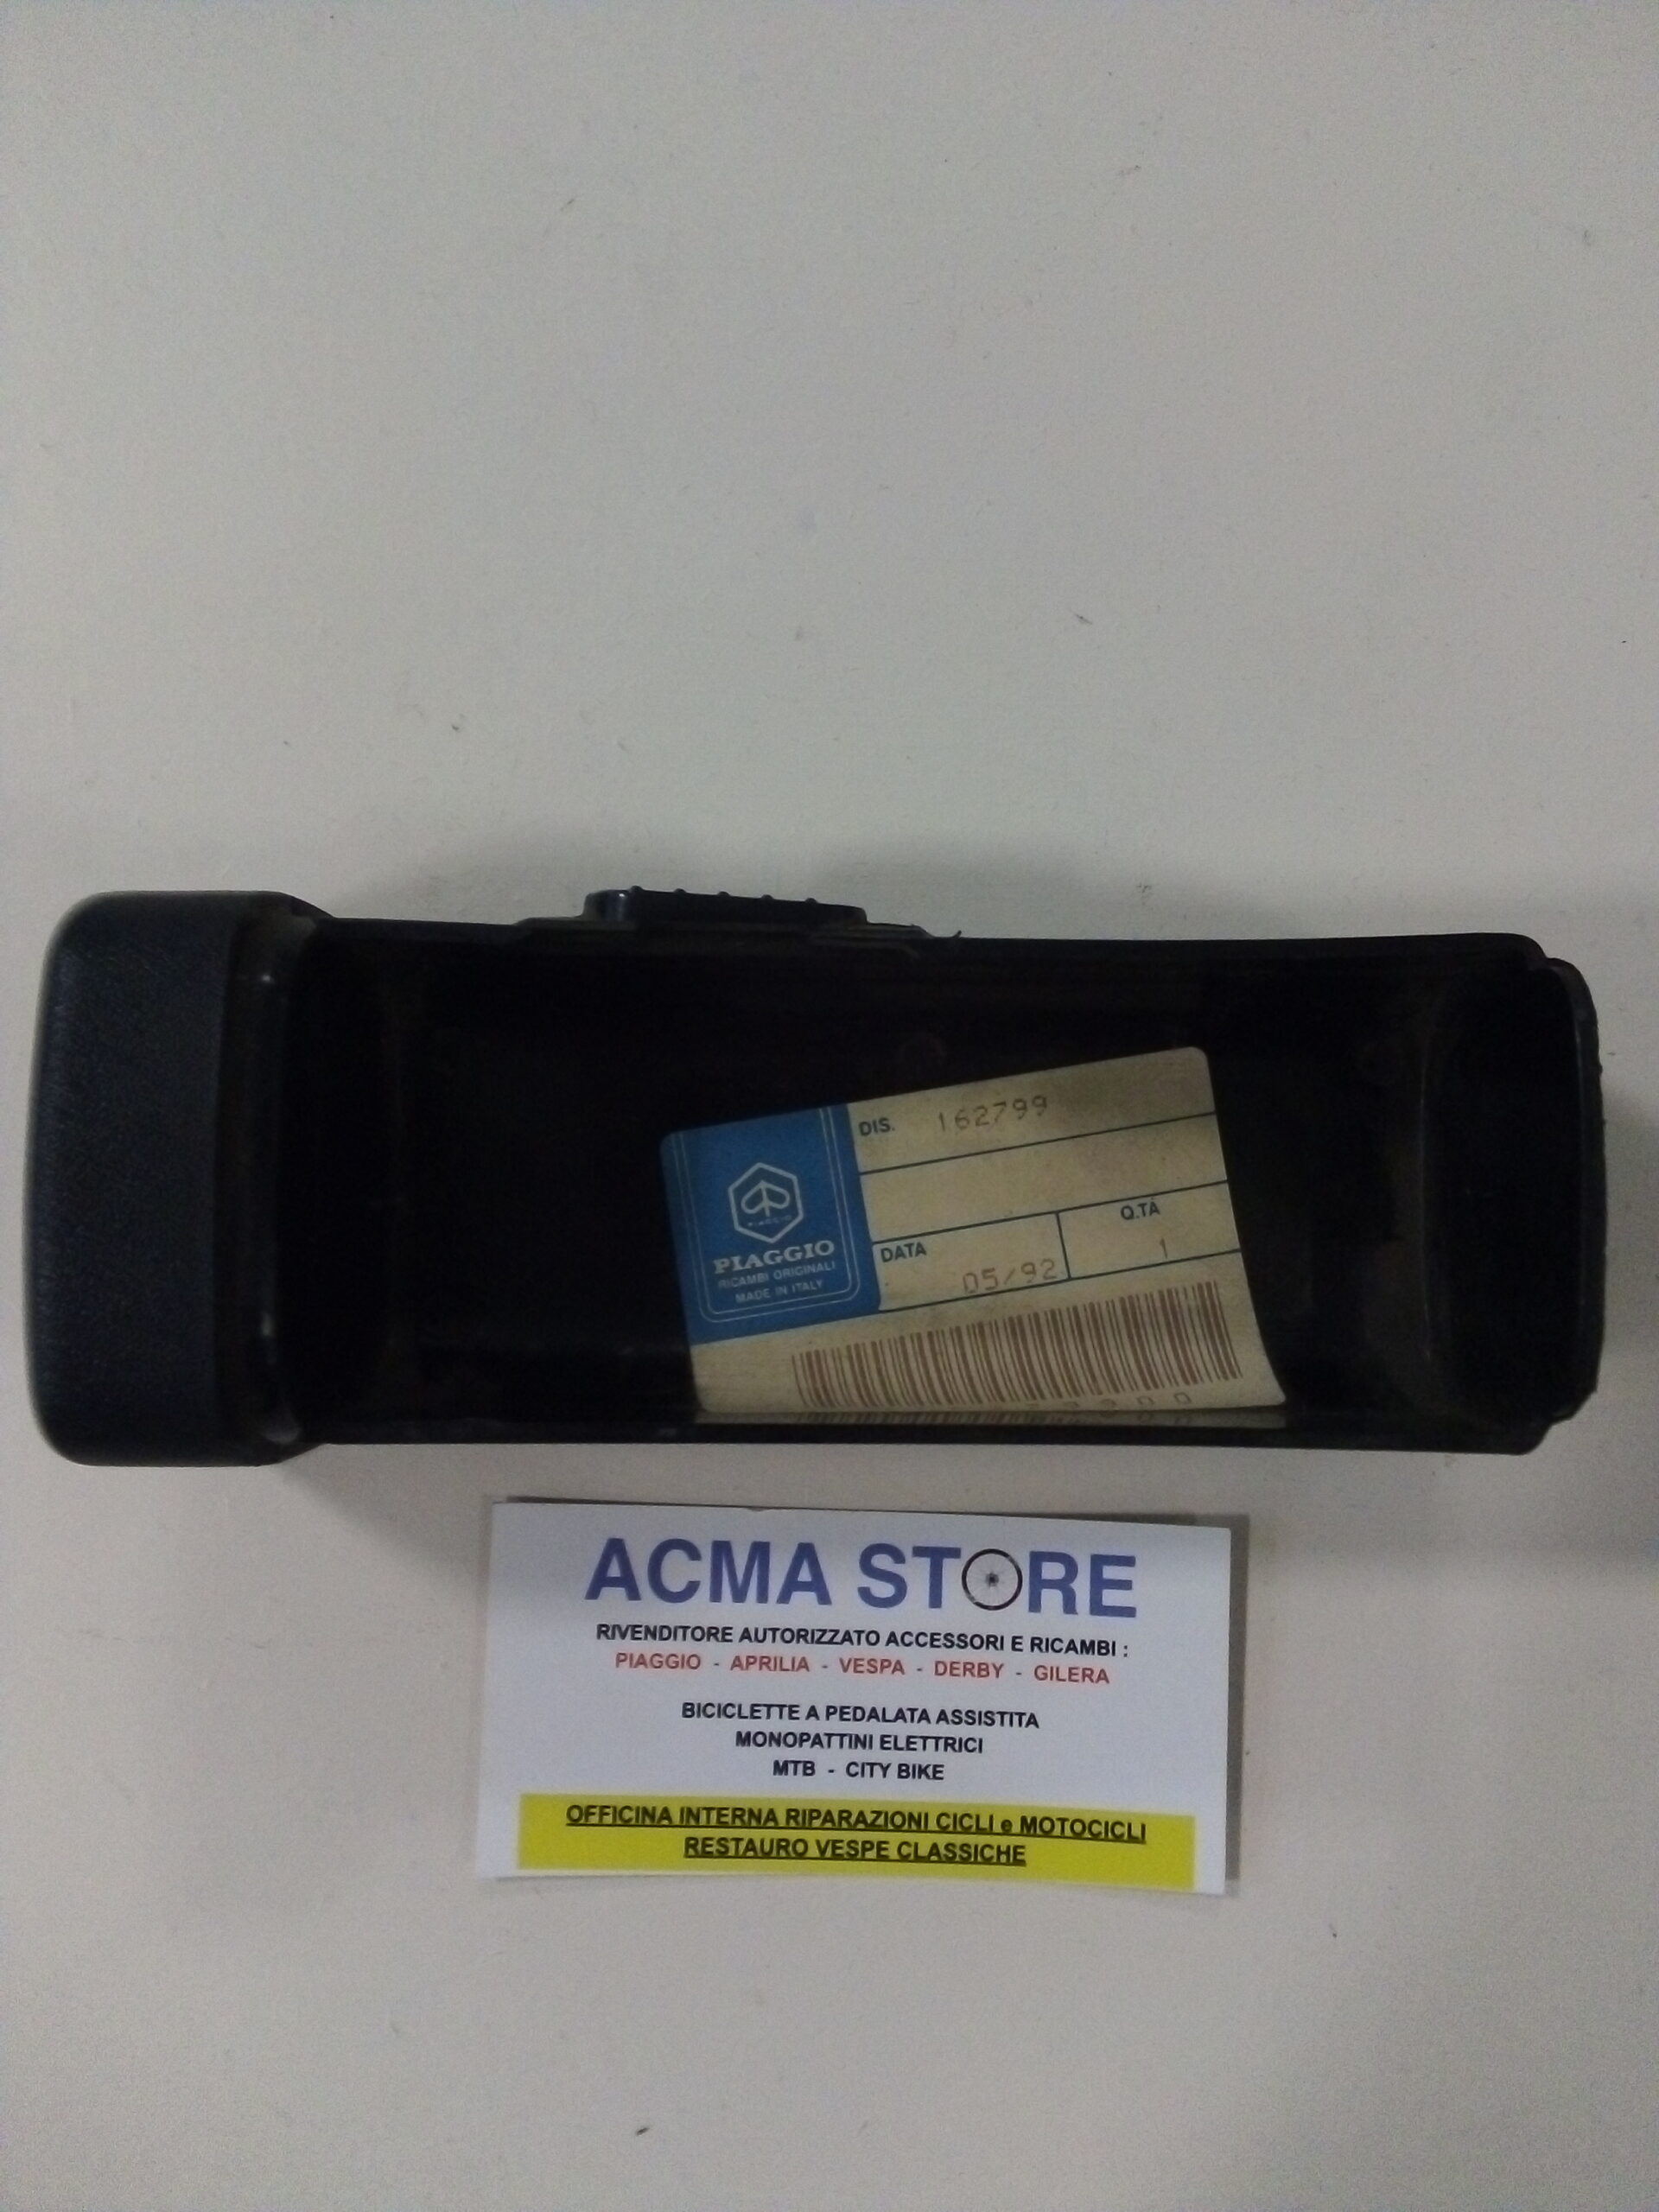 DIS. 162799
PIAGGIO
PIAGGIO
RICAMBI ORIGINALI
MADE IN ITALY
DATA 05/92
Q.TÀ 1
ACMA STORE
RIVENDITORE AUTORIZZATO ACCESSORI E RICAMBI :
PIAGGIO - APRILIA - VESPA - DERBY - GILERA
BICICLETTE A PEDALATA ASSISTITA
MONOPATTINI ELETTRICI
MTB - CITY BIKE
OFFICINA INTERNA RIPARAZIONI CICLI e MOTOCICLI
RESTAURO VESPE CLASSICHE